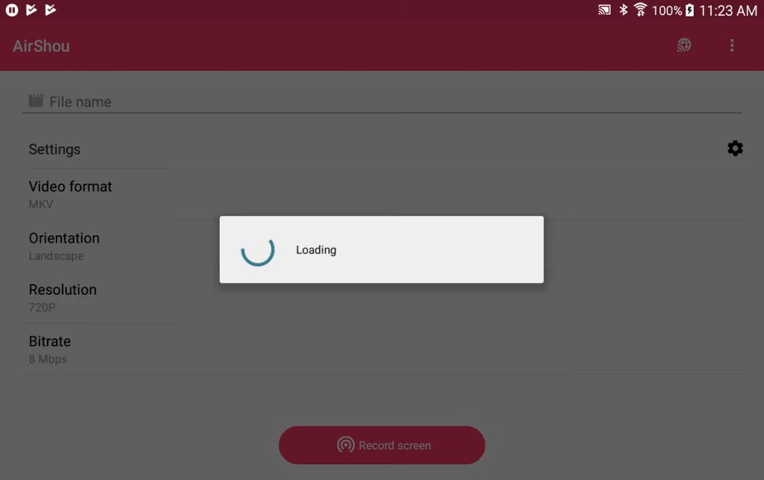 100% 11:23 AM
AirShou
File name
Settings
Video format
MKV
Orientation
Landscape
Loading
Resolution
720P
Bitrate
8 Mbps
Record screen